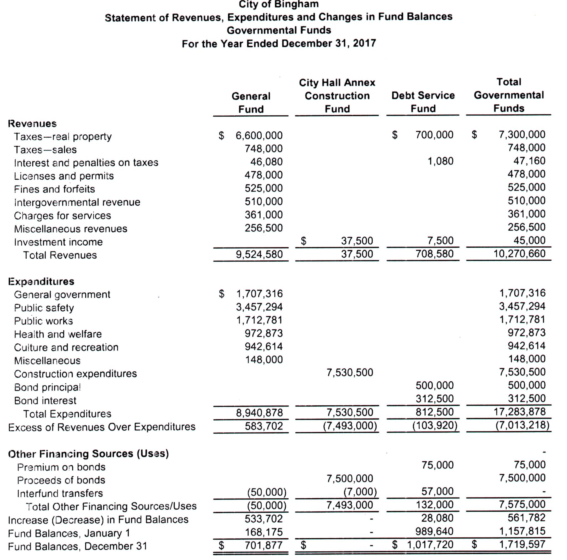 City of Bingham
Statement of Revenues, Expenditures and Changes in Fund Balances
Governmental Funds
For the Year Ended December 31, 2017
City Hall Annex Total
General Construction Debt Service Governmental
Fund Fund Fund Funds
Revenues
Taxes—real property $ 6,600,000 $ 700,000 $ 7,300,000
Taxes—sales 748,000 748,000
Interest and penalties on taxes 46,080 1,080 47,160
Licenses and permits 478,000 478,000
Fines and forfeits 525,000 525,000
Intergovernmental revenue 510,000 510,000
Charges for services 361,000 361,000
Miscellaneous revenues 256,500 256,500
Investment income $ 37,500 7,500 45,000
Total Revenues 9,524,580 37,500 708,580 10,270,660
Expenditures
General government $ 1,707,316 1,707,316
Public safety 3,457,294 3,457,294
Public works 1,712,781 1,712,781
Health and welfare 972,873 972,873
Culture and recreation 942,614 942,614
Miscellaneous 148,000 148,000
Construction expenditures 7,530,500 7,530,500
Bond principal 500,000 500,000
Bond interest 312,500 312,500
Total Expenditures 8,940,878 7,530,500 812,500 17,283,878
Excess of Revenues Over Expenditures 583,702 (7,493,000) (103,920) (7,013,218)
Other Financing Sources (Uses) -
Premium on bonds 75,000 75,000
Proceeds of bonds 7,500,000 7,500,000
Interfund transfers (50,000) (7,000) 57,000 -
Total Other Financing Sources/Uses (50,000) 7,493,000 132,000 7,575,000
Increase (Decrease) in Fund Balances 533,702 - 28,080 561,782
Fund Balances, January 1 168,175 - 989,640 1,157,815
Fund Balances, December 31 $ 701,877 $ - $ 1,017,720 $ 1,719,597